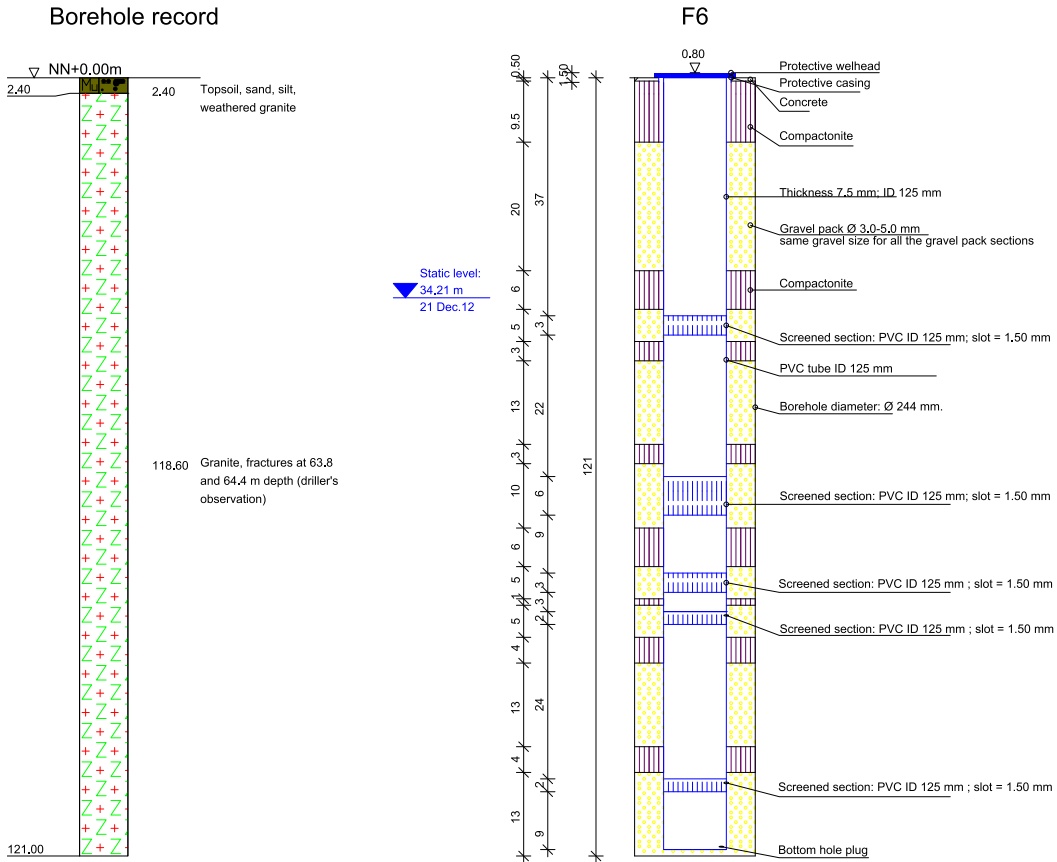 Borehole record
F6
0.80
NN+0.00m
Mu
2.40
2.40
Topsoil, sand, silt,
weathered granite
118.60
Granite, fractures at 63.8
and 64.4 m depth (driller's
observation)
121.00
Static level:
34.21 m
21 Dec.12
0.50
9.5
20
6
5
3
13
3
10
6
5
1
5
4
13
4
13
1.50
37
3
22
6
9
3
3
2
24
2
9
121
Protective welhead
Protective casing
Concrete
Compactonite
Thickness 7.5 mm; ID 125 mm
Gravel pack Ø 3.0-5.0 mm
same gravel size for all the gravel pack sections
Compactonite
Screened section: PVC ID 125 mm; slot = 1.50 mm
PVC tube ID 125 mm
Borehole diameter: Ø 244 mm.
Screened section: PVC ID 125 mm; slot = 1.50 mm
Screened section: PVC ID 125 mm ; slot = 1.50 mm
Screened section: PVC ID 125 mm ; slot = 1.50 mm
Screened section: PVC ID 125 mm ; slot = 1.50 mm
Bottom hole plug